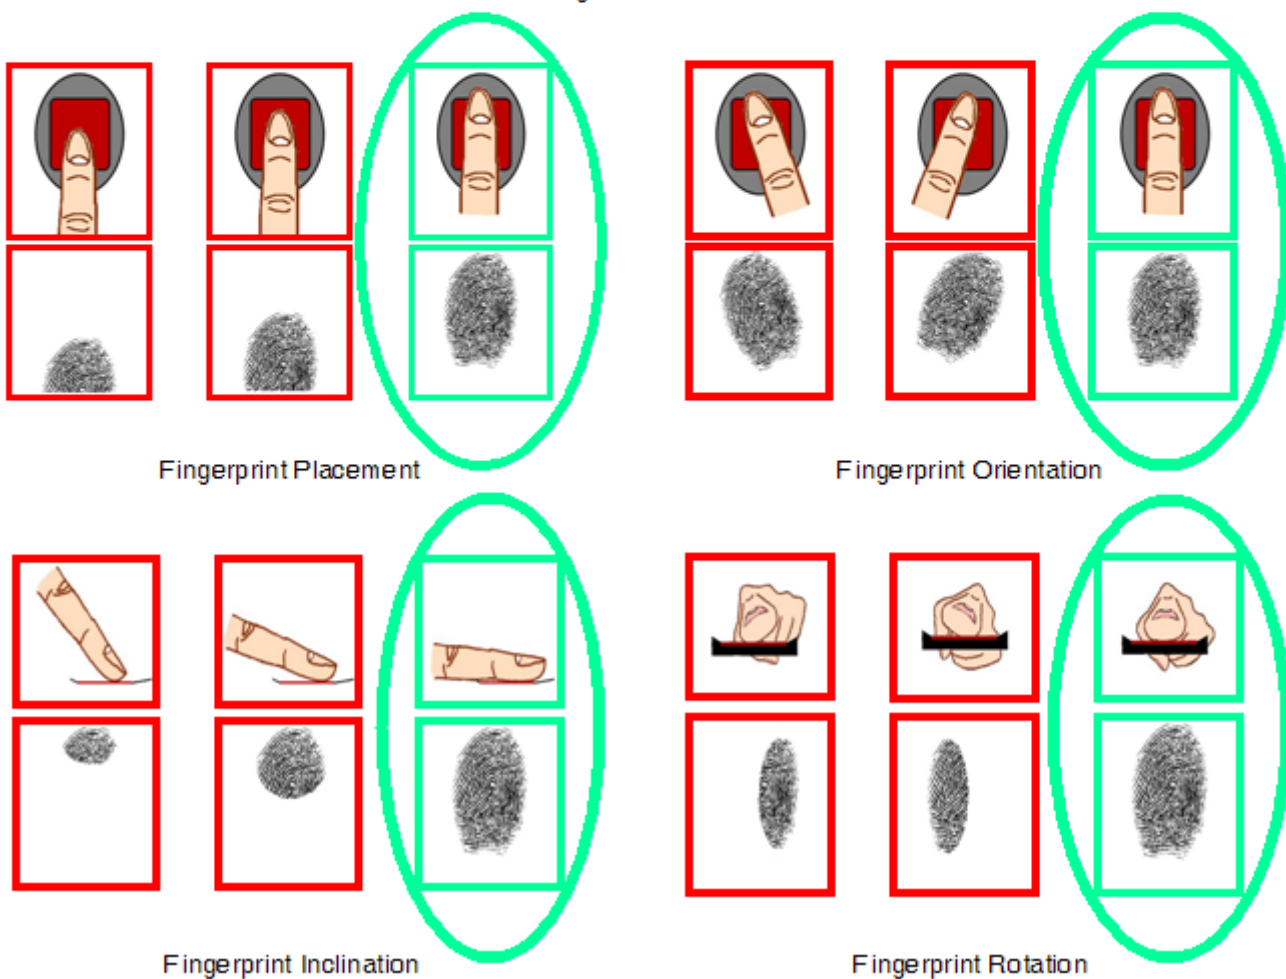 Fingerprint Placement
Fingerprint Orientation
Fingerprint Inclination
Fingerprint Rotation